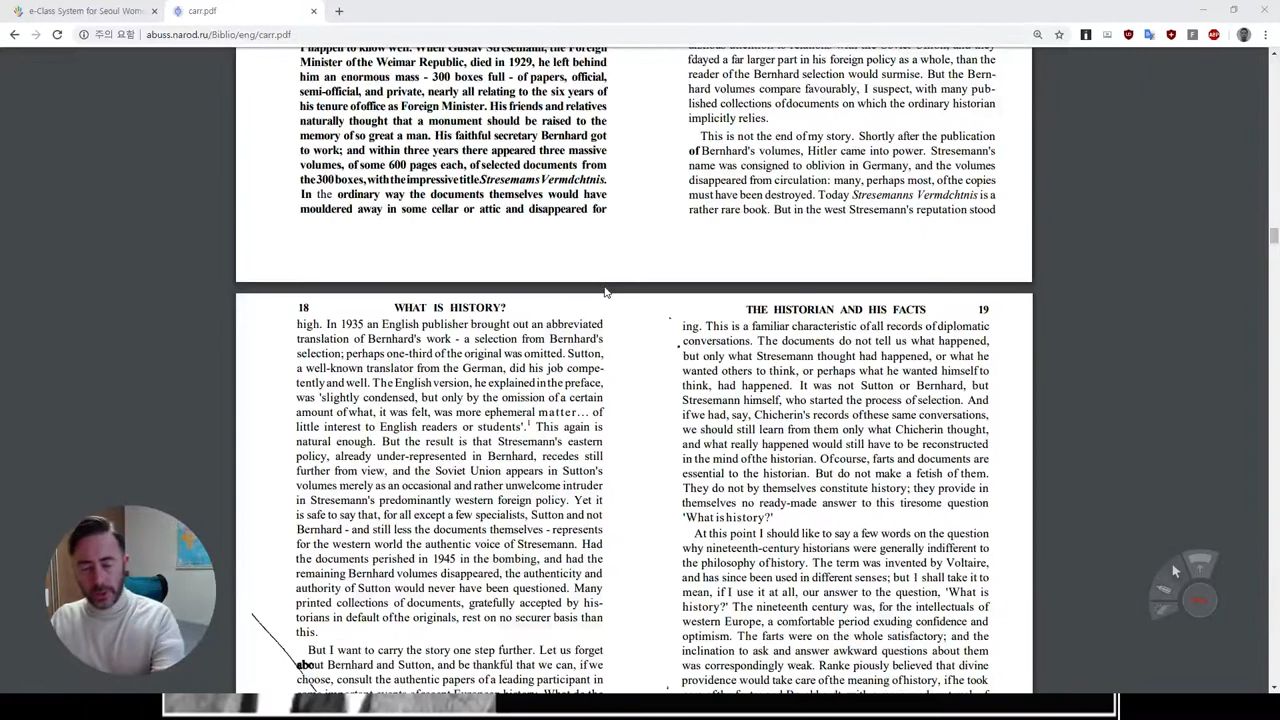 e-Class System for Seoul Wom
carr.pdf
주의 요함
abuss.narod.ru/Biblio/eng/carr.pdf
I happen to know well. When Gustav Stresemann, the Foreign
Minister of the Weimar Republic, died in 1929, he left behind
him an enormous mass - 300 boxes full - of papers, official,
semi-official, and private, nearly all relating to the six years of
his tenure of office as Foreign Minister. His friends and relatives
naturally thought that a monument should be raised to the
memory of so great a man. His faithful secretary Bernhard got
to work; and within three years there appeared three massive
volumes, of some 600 pages each, of selected documents from
the 300 boxes, with the impressive title Stresemams Vermdchtnis.
In the ordinary way the documents themselves would have
mouldered away in some cellar or attic and disappeared for
attention to relations with the Soviet Union, and they
fdayed a far larger part in his foreign policy as a whole, than the
reader of the Bernhard selection would surmise. But the Bern-
hard volumes compare favourably, I suspect, with many pub-
lished collections of documents on which the ordinary historian
implicitly relies.
This is not the end of my story. Shortly after the publication
of Bernhard's volumes, Hitler came into power. Stresemann's
name was consigned to oblivion in Germany, and the volumes
disappeared from circulation: many, perhaps most, of the copies
must have been destroyed. Today Stresemanns Vermdchtnis is a
rather rare book. But in the west Stresemann's reputation stood
18 WHAT IS HISTORY?
high. In 1935 an English publisher brought out an abbreviated
translation of Bernhard's work - a selection from Bernhard's
selection; perhaps one-third of the original was omitted. Sutton,
a well-known translator from the German, did his job compe-
tently and well. The English version, he explained in the preface,
was 'slightly condensed, but only by the omission of a certain
amount of what, it was felt, was more ephemeral matter... of
little interest to English readers or students'.1 This again is
natural enough. But the result is that Stresemann's eastern
policy, already under-represented in Bernhard, recedes still
further from view, and the Soviet Union appears in Sutton's
volumes merely as an occasional and rather unwelcome intruder
in Stresemann's predominantly western foreign policy. Yet it
is safe to say that, for all except a few specialists, Sutton and not
Bernhard - and still less the documents themselves - represents
for the western world the authentic voice of Stresemann. Had
the documents perished in 1945 in the bombing, and had the
remaining Bernhard volumes disappeared, the authenticity and
authority of Sutton would never have been questioned. Many
printed collections of documents, gratefully accepted by his-
torians in default of the originals, rest on no securer basis than
this.
But I want to carry the story one step further. Let us forget
about Bernhard and Sutton, and be thankful that we can, if we
choose, consult the authentic papers of a leading participant in
some important events of recent European history. What do the
THE HISTORIAN AND HIS FACTS 19
ing. This is a familiar characteristic of all records of diplomatic
conversations. The documents do not tell us what happened,
but only what Stresemann thought had happened, or what he
wanted others to think, or perhaps what he wanted himself to
think, had happened. It was not Sutton or Bernhard, but
Stresemann himself, who started the process of selection. And
if we had, say, Chicherin's records of these same conversations,
we should still learn from them only what Chicherin thought,
and what really happened would still have to be reconstructed
in the mind of the historian. Ofcourse, farts and documents are
essential to the historian. But do not make a fetish of them.
They do not by themselves constitute history; they provide in
themselves no ready-made answer to this tiresome question
'What is history?'
At this point I should like to say a few words on the question
why nineteenth-century historians were generally indifferent to
the philosophy of history. The term was invented by Voltaire,
and has since been used in different senses; but 1 shall take it to
mean, if I use it at all, our answer to the question, 'What is
history?' The nineteenth century was, for the intellectuals of
western Europe, a comfortable period exuding confidence and
optimism. The farts were on the whole satisfactory; and the
inclination to ask and answer awkward questions about them
was correspondingly weak. Ranke piously believed that divine
providence would take care of the meaning of history, if he took